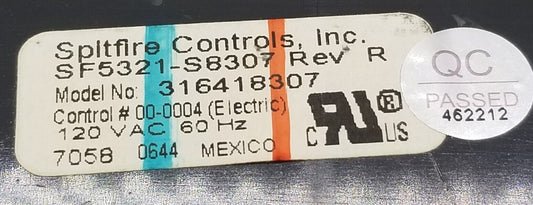 Spitfire Controls, Inc.
SF5321-S8307 Rev R
Model No: 316418307
Control # 00-0004 (Electric)
120 VAC 60 Hz
7058 0644 MEXICO
C RU ® US
QC
PASSED
462212